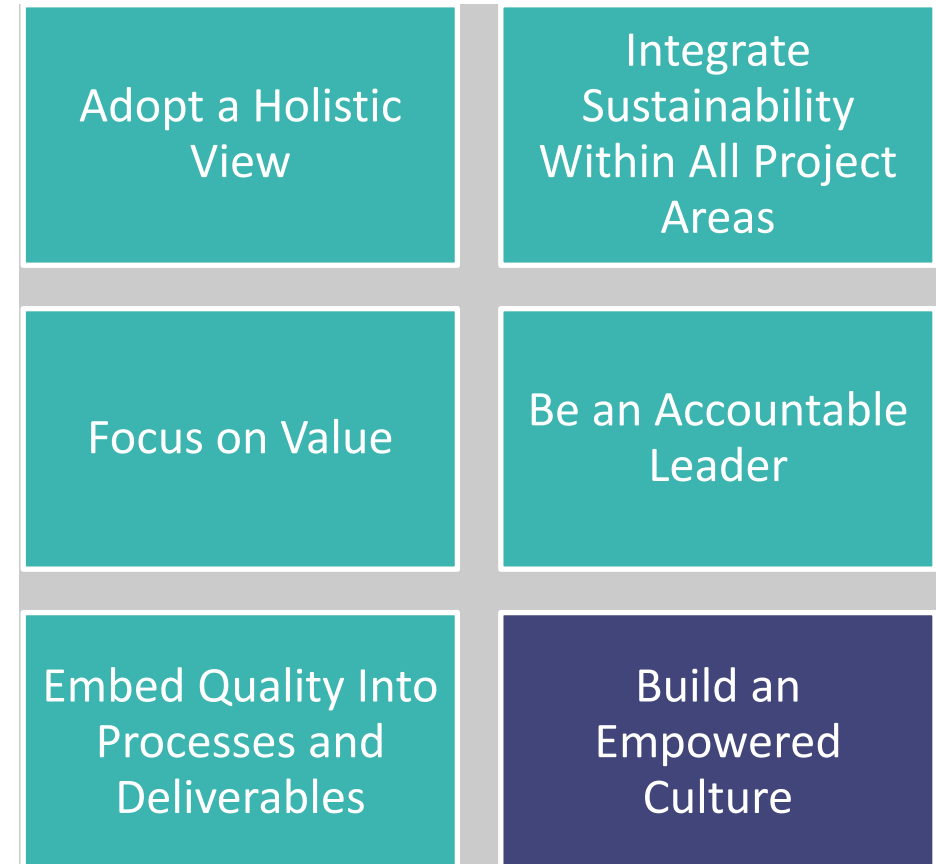 Adopt a Holistic
View
Integrate
Sustainability
Within All Project
Areas
Focus on Value
Be an Accountable
Leader
Embed Quality Into
Processes and
Deliverables
Build an
Empowered
Culture